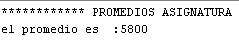 ************ PROMEDIOS ASIGNATURA
el promedio es  :5800